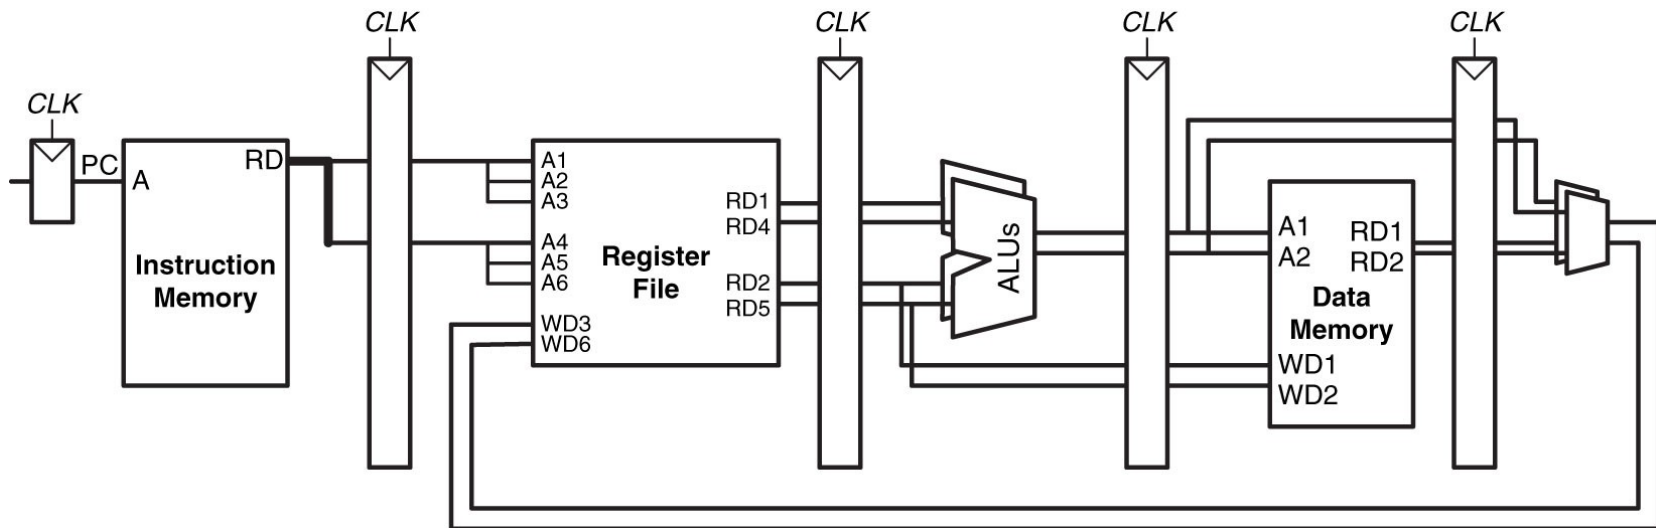 CLK
CLK
CLK
CLK
CLK
PC
A
RD
Instruction
Memory
A1
A2
A3
A4
A5
A6
WD3
WD6
Register
File
RD1
RD4
RD2
RD5
ALUs
A1
A2
RD1
RD2
Data
Memory
WD1
WD2